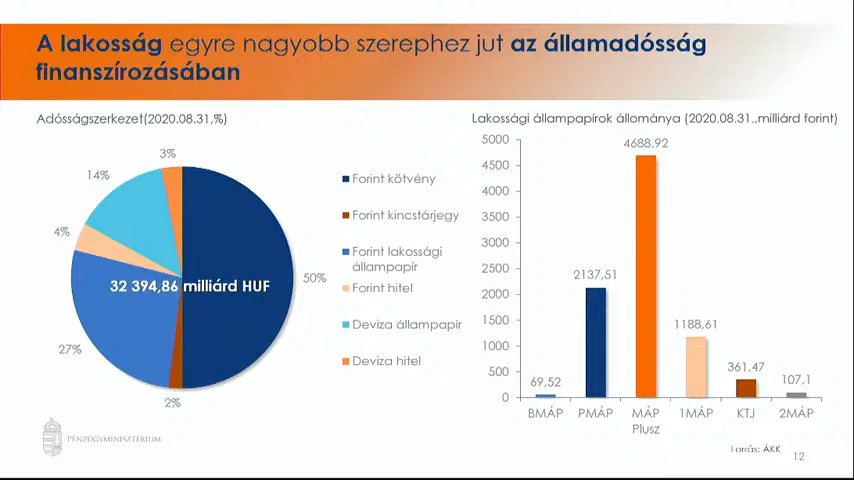 A lakosság egyre nagyobb szerephez jut az államadósság
finanszírozásában
Adósságszerkezet(2020.08.31,%)
3%
14%
4%
27%
2%
50%
32 394,86 milliárd HUF
Forint kötvény
Forint kincstárjegy
Forint lakossági
állampapír
Forint hitel
Deviza állampapír
Deviza hitel
Lakossági állampapírok állománya (2020.08.31.,milliárd forint)
5000
4500
4000
3500
3000
2500
2000
1500
1000
500
0
69,52
2137,51
4688,92
1188,61
361,47
107,1
BMÁP
PMÁP
MÁP
Plusz
1MÁP
KTJ
2MÁP
PÉNZÜGYMINISZTÉRIUM
Forrás: ÁKK
12